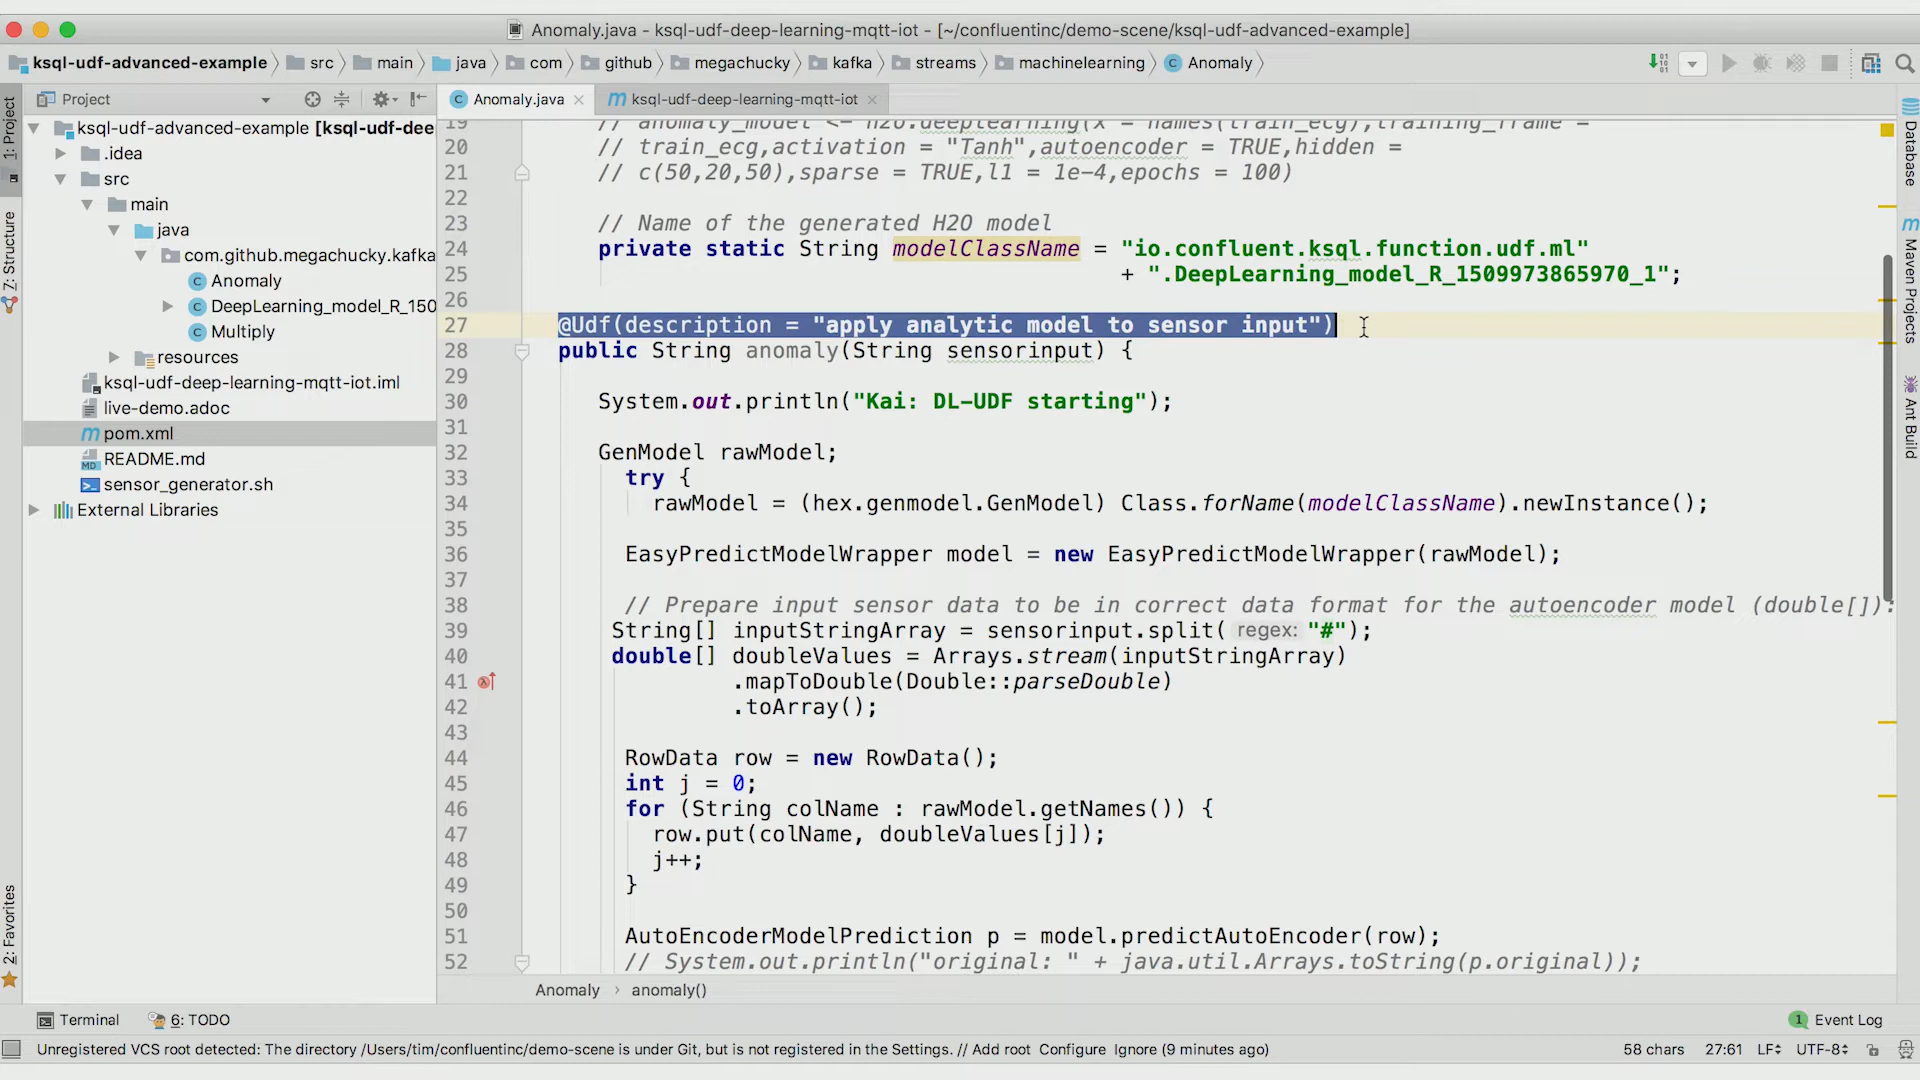 Anomaly.java - ksql-udf-deep-learning-mqtt-iot - [~/confluentinc/demo-scene/ksql-udf-advanced-example]
ksql-udf-advanced-example src main java com github megachucky kafka streams machinelearning Anomaly
1: Project
Z: Structure
2: Favorites
Project
ksql-udf-advanced-example [ksql-udf-dee
.idea
src
main
java
com.github.megachucky.kafka
Anomaly
DeepLearning_model_R_150
Multiply
resources
ksql-udf-deep-learning-mqtt-iot.iml
live-demo.adoc
pom.xml
README.md
sensor_generator.sh
External Libraries
Anomaly.java ksql-udf-deep-learning-mqtt-iot
19 // anomaly_model <- h2o.deeplearning(x = names(train_ecg),training_frame =
20 // train_ecg,activation = "Tanh",autoencoder = TRUE,hidden =
21 // c(50,20,50),sparse = TRUE,l1 = 1e-4,epochs = 100)
22
23 // Name of the generated H2O model
24 private static String modelClassName = "io.confluent.ksql.function.udf.ml"
25 + ".DeepLearning_model_R_1509973865970_1";
26
27 @Udf(description = "apply analytic model to sensor input")
28 public String anomaly(String sensorinput) {
29
30 System.out.println("Kai: DL-UDF starting");
31
32 GenModel rawModel;
33 try {
34 rawModel = (hex.genmodel.GenModel) Class.forName(modelClassName).newInstance();
35
36 EasyPredictModelWrapper model = new EasyPredictModelWrapper(rawModel);
37
38 // Prepare input sensor data to be in correct data format for the autoencoder model (double[]):
39 String[] inputStringArray = sensorinput.split( regex: "#");
40 double[] doubleValues = Arrays.stream(inputStringArray)
41 .mapToDouble(Double::parseDouble)
42 .toArray();
43
44 RowData row = new RowData();
45 int j = 0;
46 for (String colName : rawModel.getNames()) {
47 row.put(colName, doubleValues[j]);
48 j++;
49 }
50
51 AutoEncoderModelPrediction p = model.predictAutoEncoder(row);
52 // System.out.println("original: " + java.util.Arrays.toString(p.original));
Anomaly › anomaly()
Database
m Maven Projects
Ant Build
Terminal 6: TODO
1 Event Log
Unregistered VCS root detected: The directory /Users/tim/confluentinc/demo-scene is under Git, but is not registered in the Settings. // Add root Configure Ignore (9 minutes ago)
58 chars 27:61 LF UTF-8